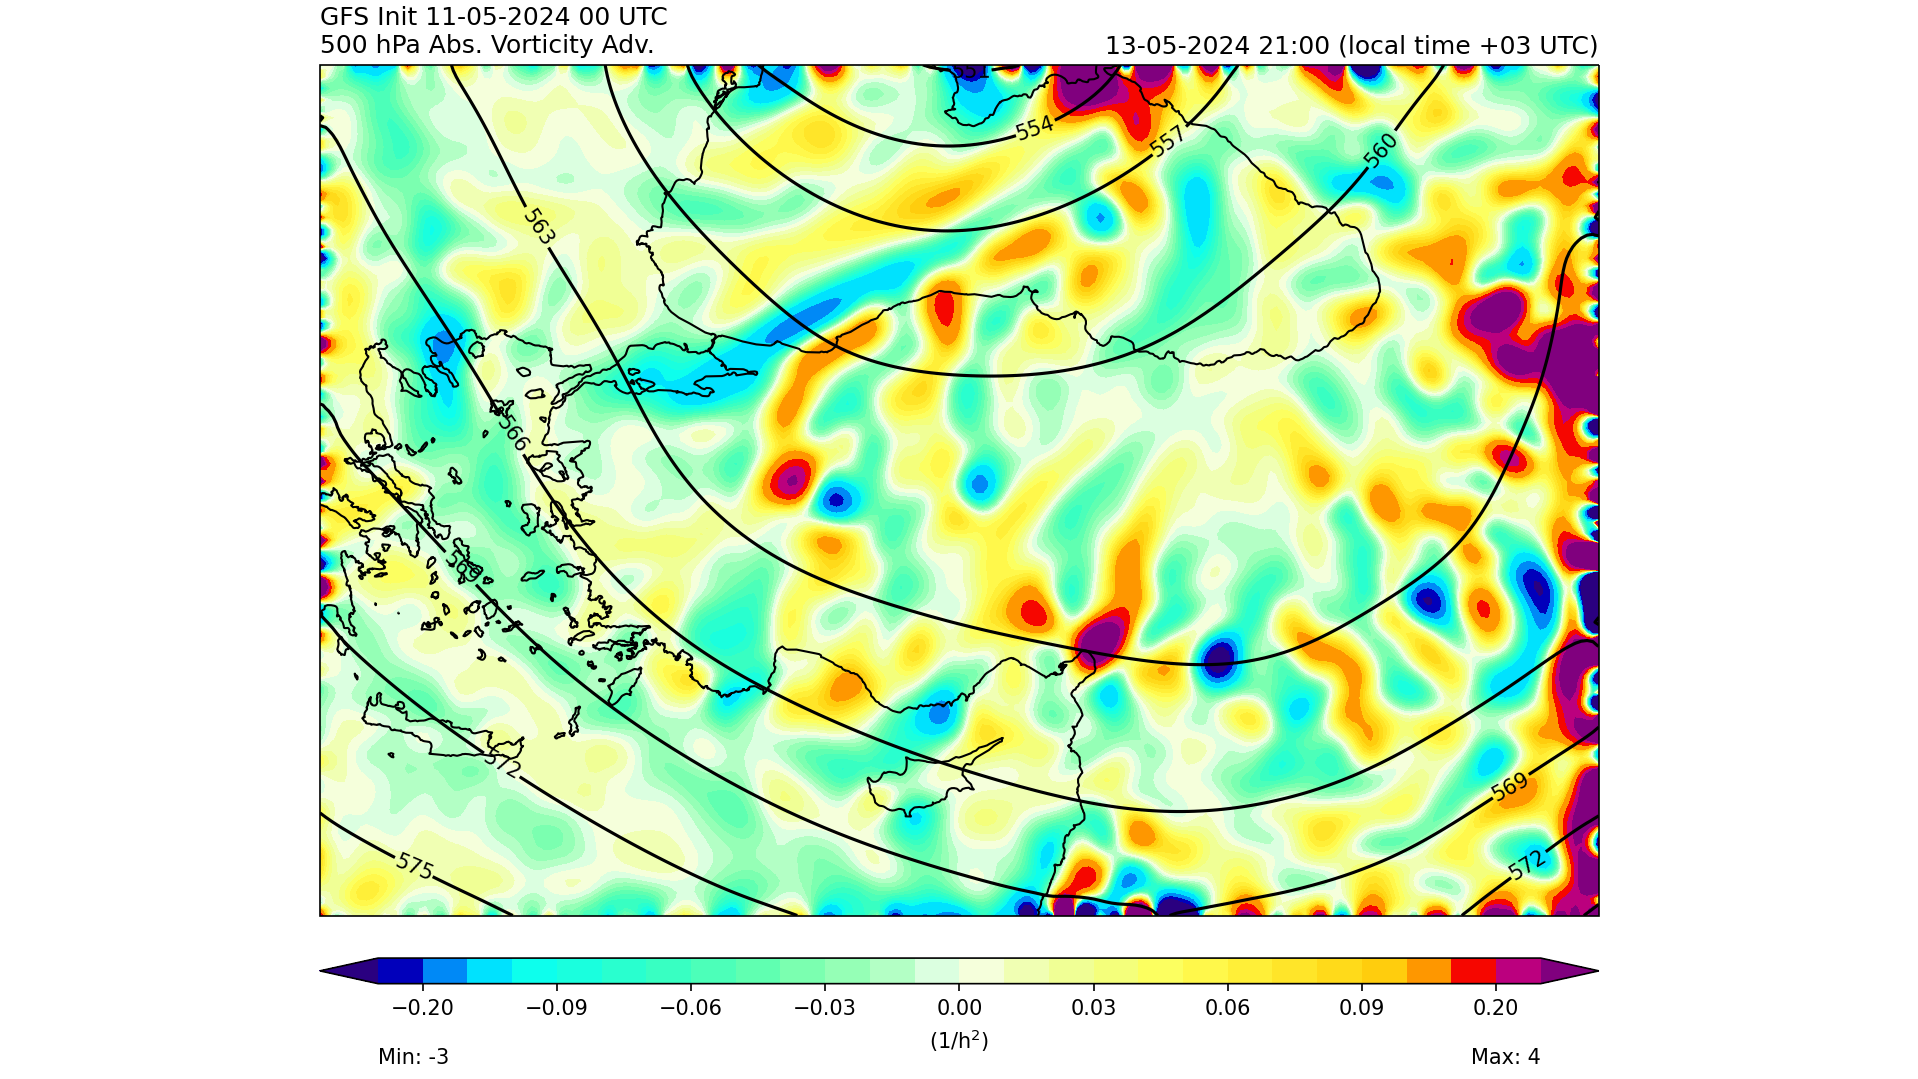 GFS Init 11-05-2024 00 UTC
500 hPa Abs. Vorticity Adv.
13-05-2024 21:00 (local time +03 UTC)
551
554
557
560
563
566
569
572
575
569
572
−0.20 −0.09 −0.06 −0.03 0.00 0.03 0.06 0.09 0.20
(1/h²)
Min: -3
Max: 4